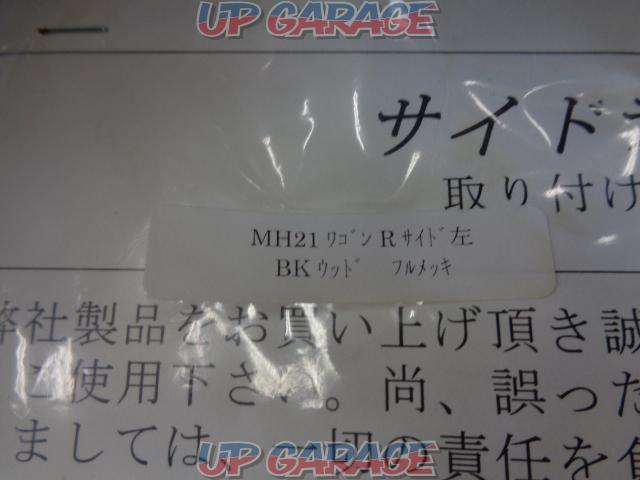 UP GARAGE
サイド
取り付け
MH21 ﾜｺﾞﾝ R ｻｲﾄﾞ左
BK ｳｯﾄﾞ ﾌﾙﾒｯｷ
弊社製品をお買い上げ頂き誠
ご使用下さい。尚、誤った
ましては、一切の責任を負
UP GARAGE